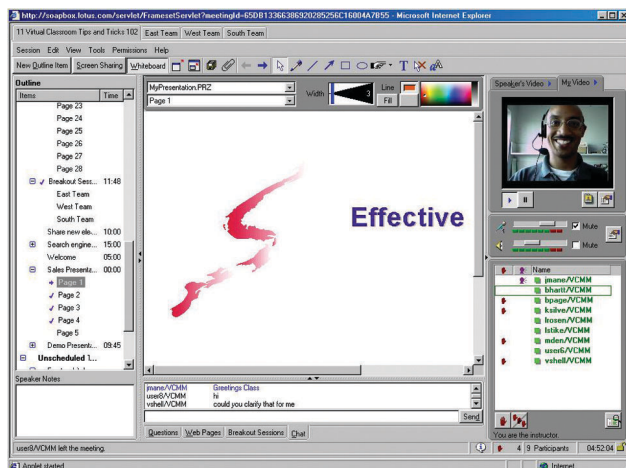 http://soapbox.lotus.com/servlet/FramesetServlet?meetingId=65DB13366386920285256C16004A7B55 - Microsoft Internet Explorer
11 Virtual Classroom Tips and Tricks 102 East Team West Team South Team
Session Edit View Tools Permissions Help
New Outline Item Screen Sharing Whiteboard
Outline
Items Time
Page 23
Page 24
Page 25
Page 26
Page 27
Page 28
Breakout Sess... 11:48
East Team
West Team
South Team
Share new ele... 10:00
Search engine... 15:00
Welcome 05:00
Sales Presenta... 00:00
Page 1
Page 2
Page 3
Page 4
Page 5
Demo Presenta... 09:45
Speaker Notes
MyPresentation.PRZ
Page 1
Width 3 Line
Fill
Effective
jmane/VCMM Greetings Class
user8/VCMM hi
vshell/VCMM could you clarify that for me
Send
Questions Web Pages Breakout Sessions Chat
Speaker's Video My Video
Mute
Mute
Name
jmane/VCMM
bhartt/VCMM
bpage/VCMM
ksilve/VCMM
lrosen/VCMM
lstike/VCMM
mden/VCMM
user6/VCMM
vshell/VCMM
You are the instructor.
user8/VCMM left the meeting.
4 9 Participants 04:52:04
Applet started
Internet